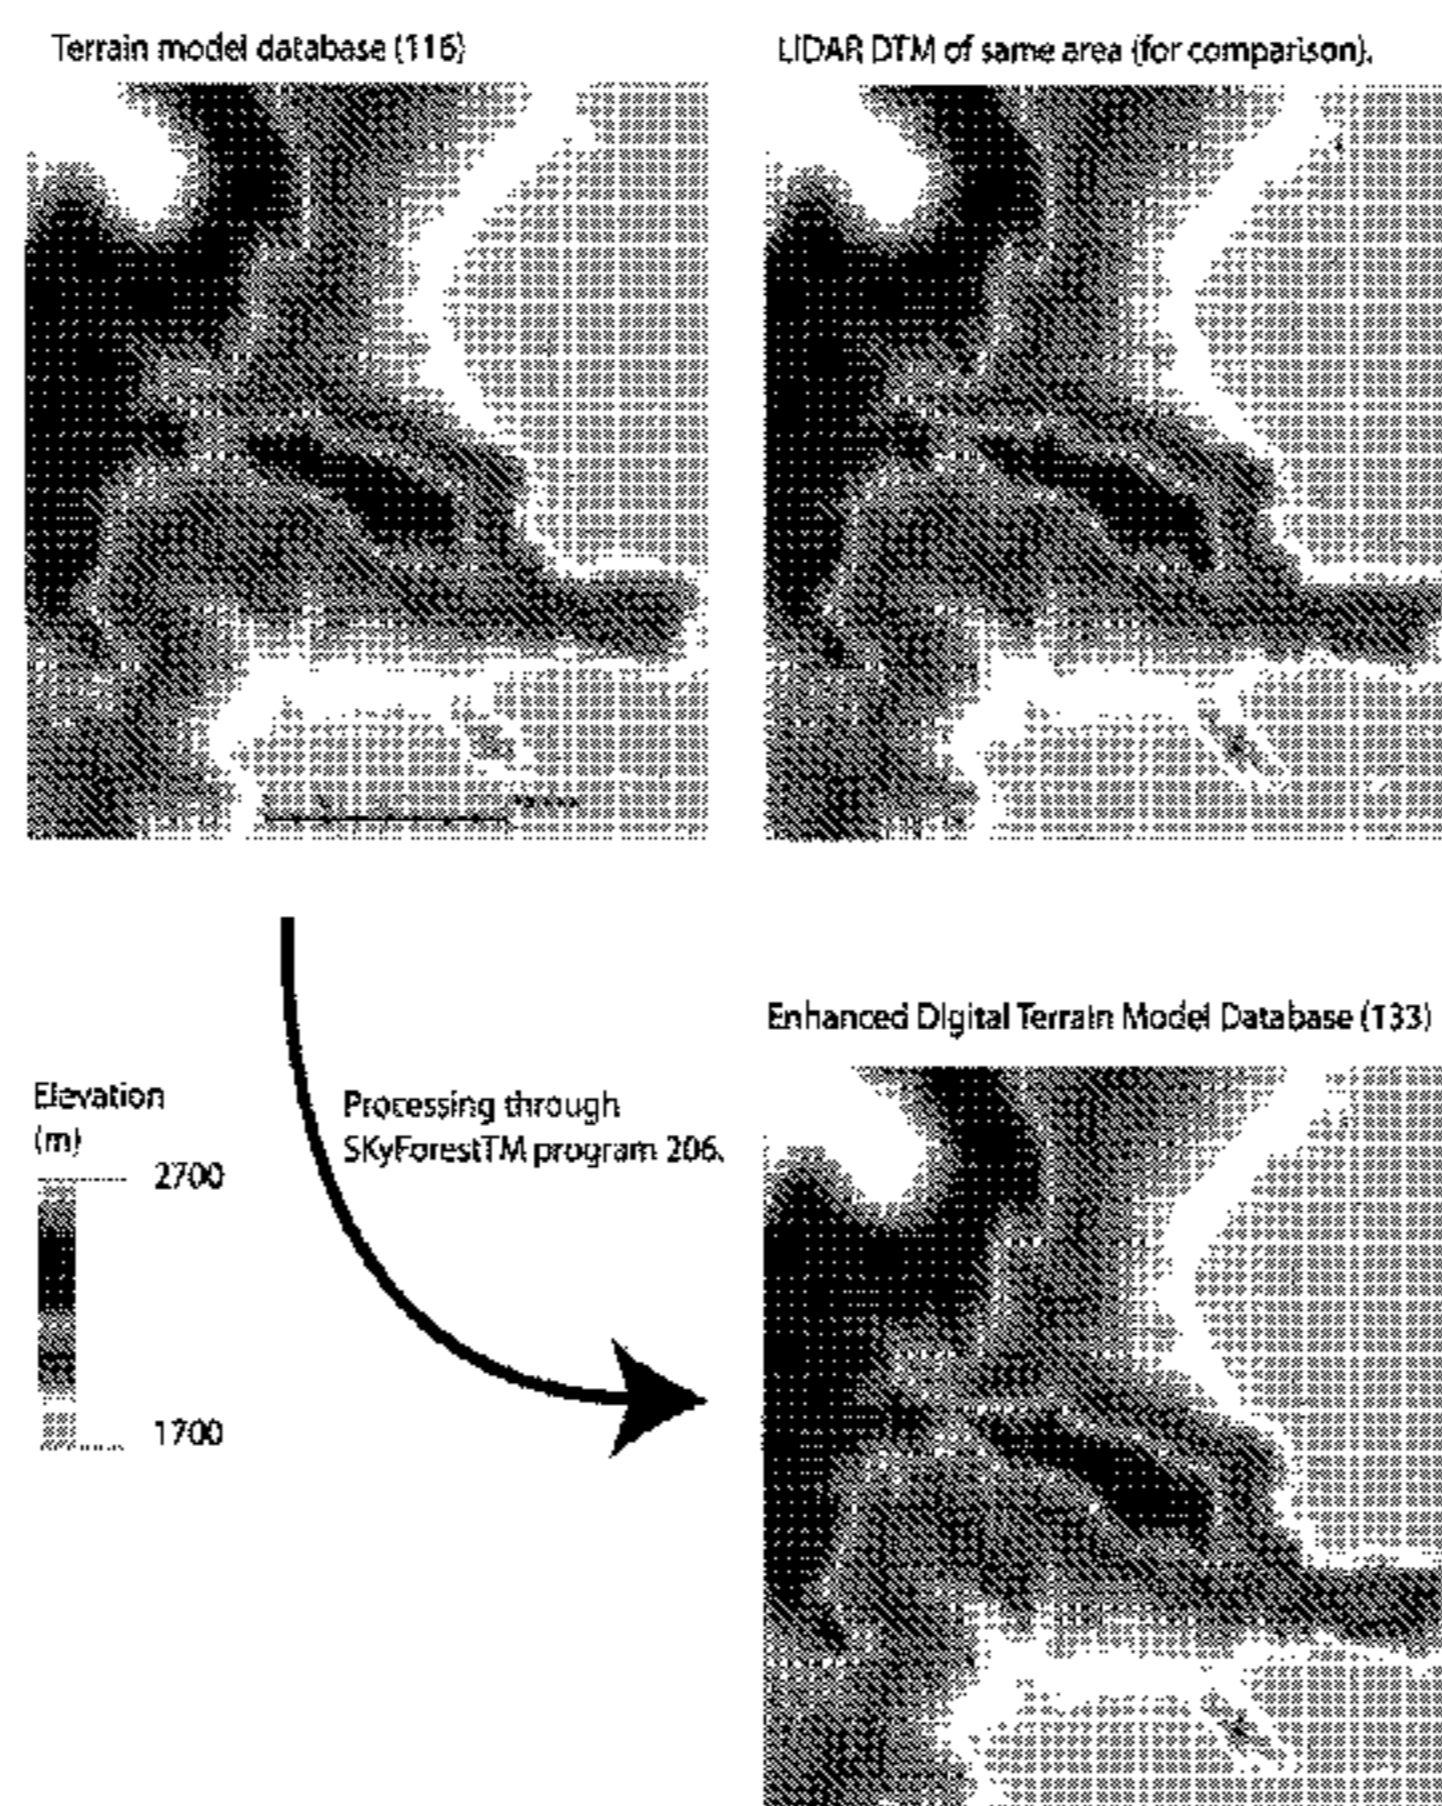 Terrain model database (116)
LIDAR DTM of same area (for comparison).
Enhanced Digital Terrain Model Database (133)
Elevation
(m)
2700
1700
Processing through
SKyForestTM program 206.